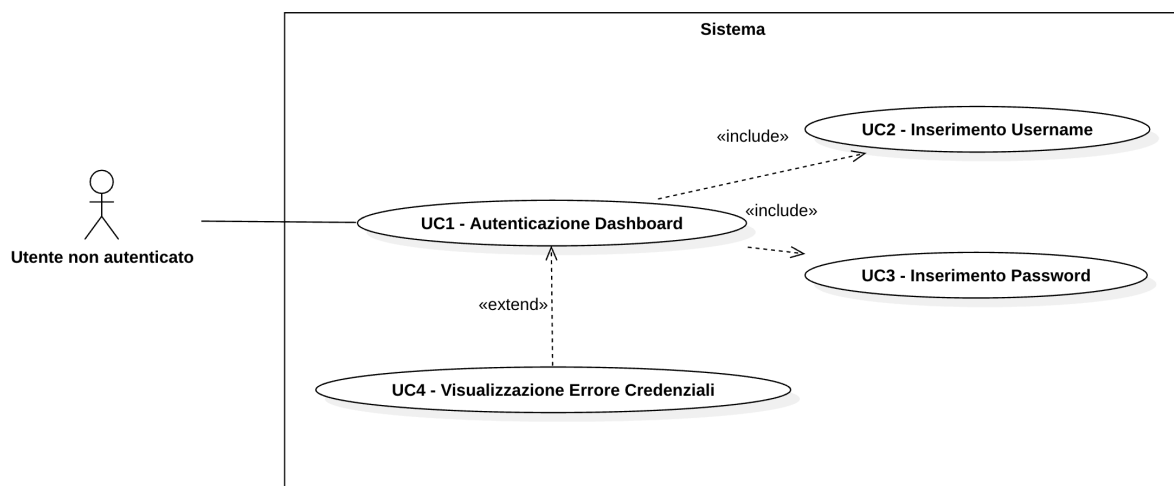 Sistema
«include»
UC2 - Inserimento Username
Utente non autenticato
UC1 - Autenticazione Dashboard
«include»
UC3 - Inserimento Password
«extend»
UC4 - Visualizzazione Errore Credenziali